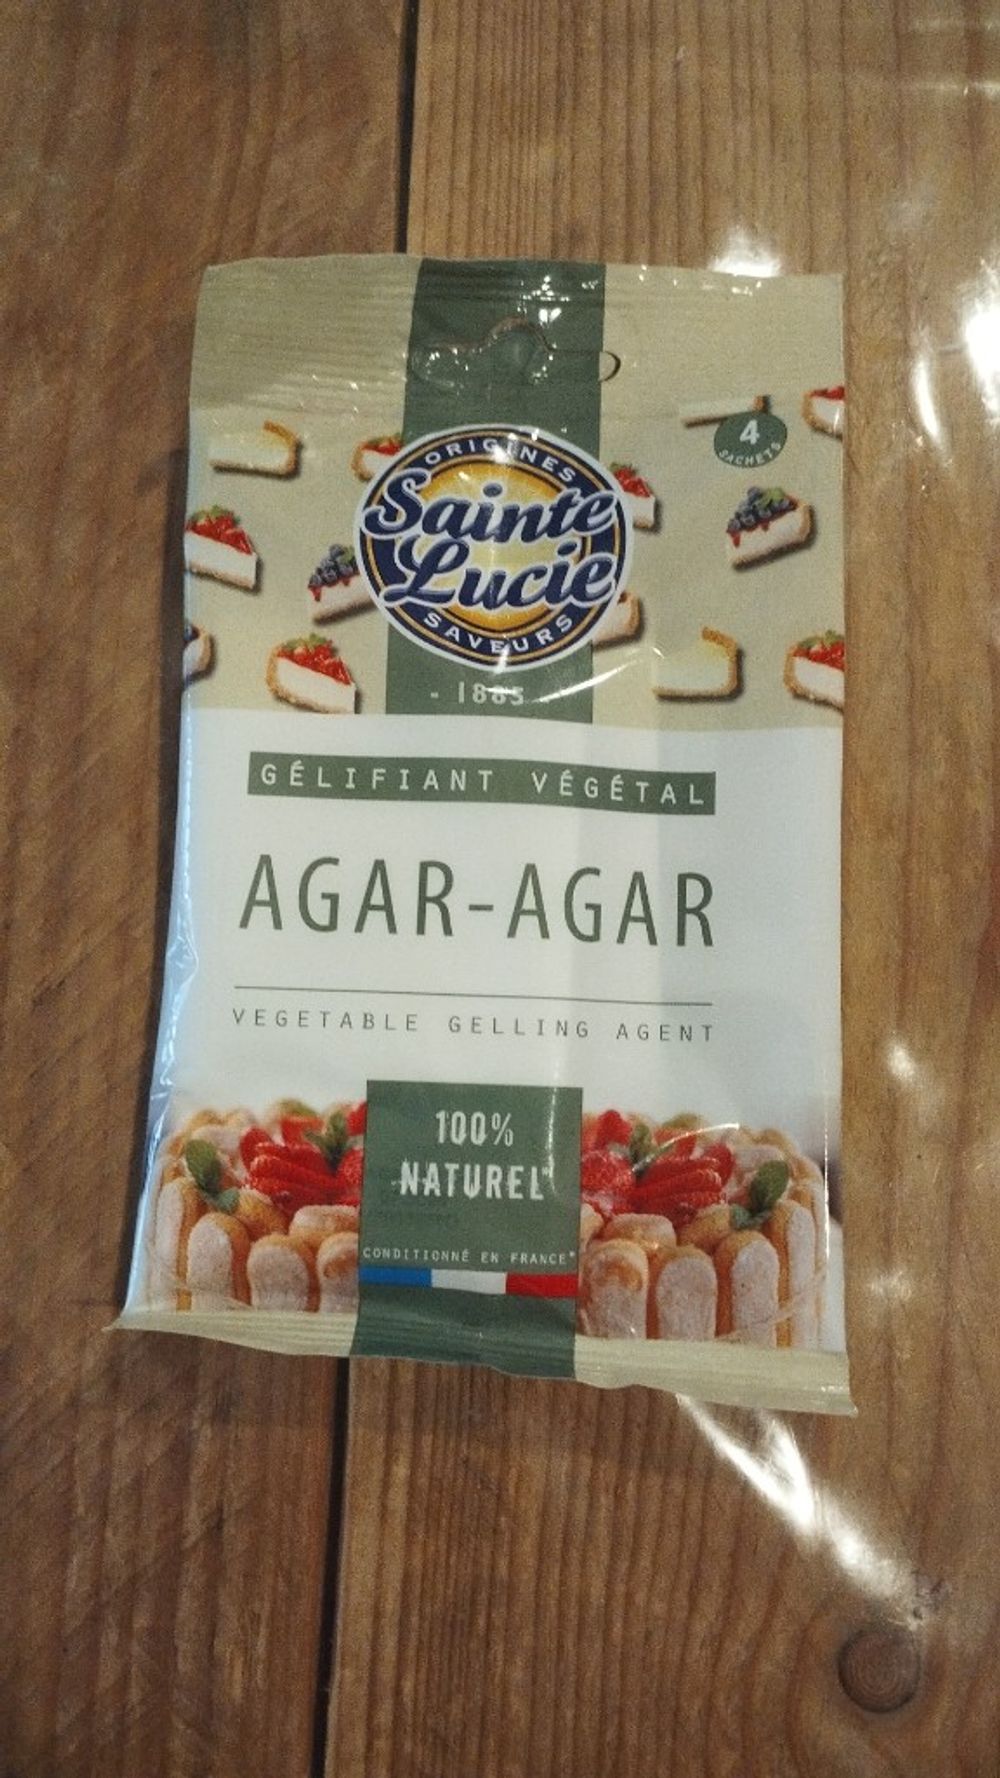 4
SACHETS
ORIGINES
Sainte
Lucie
SAVEURS
- 1885 -
GÉLIFIANT VÉGÉTAL
AGAR-AGAR
VEGETABLE GELLING AGENT
100%
NATUREL*
CONDITIONNÉ EN FRANCE*